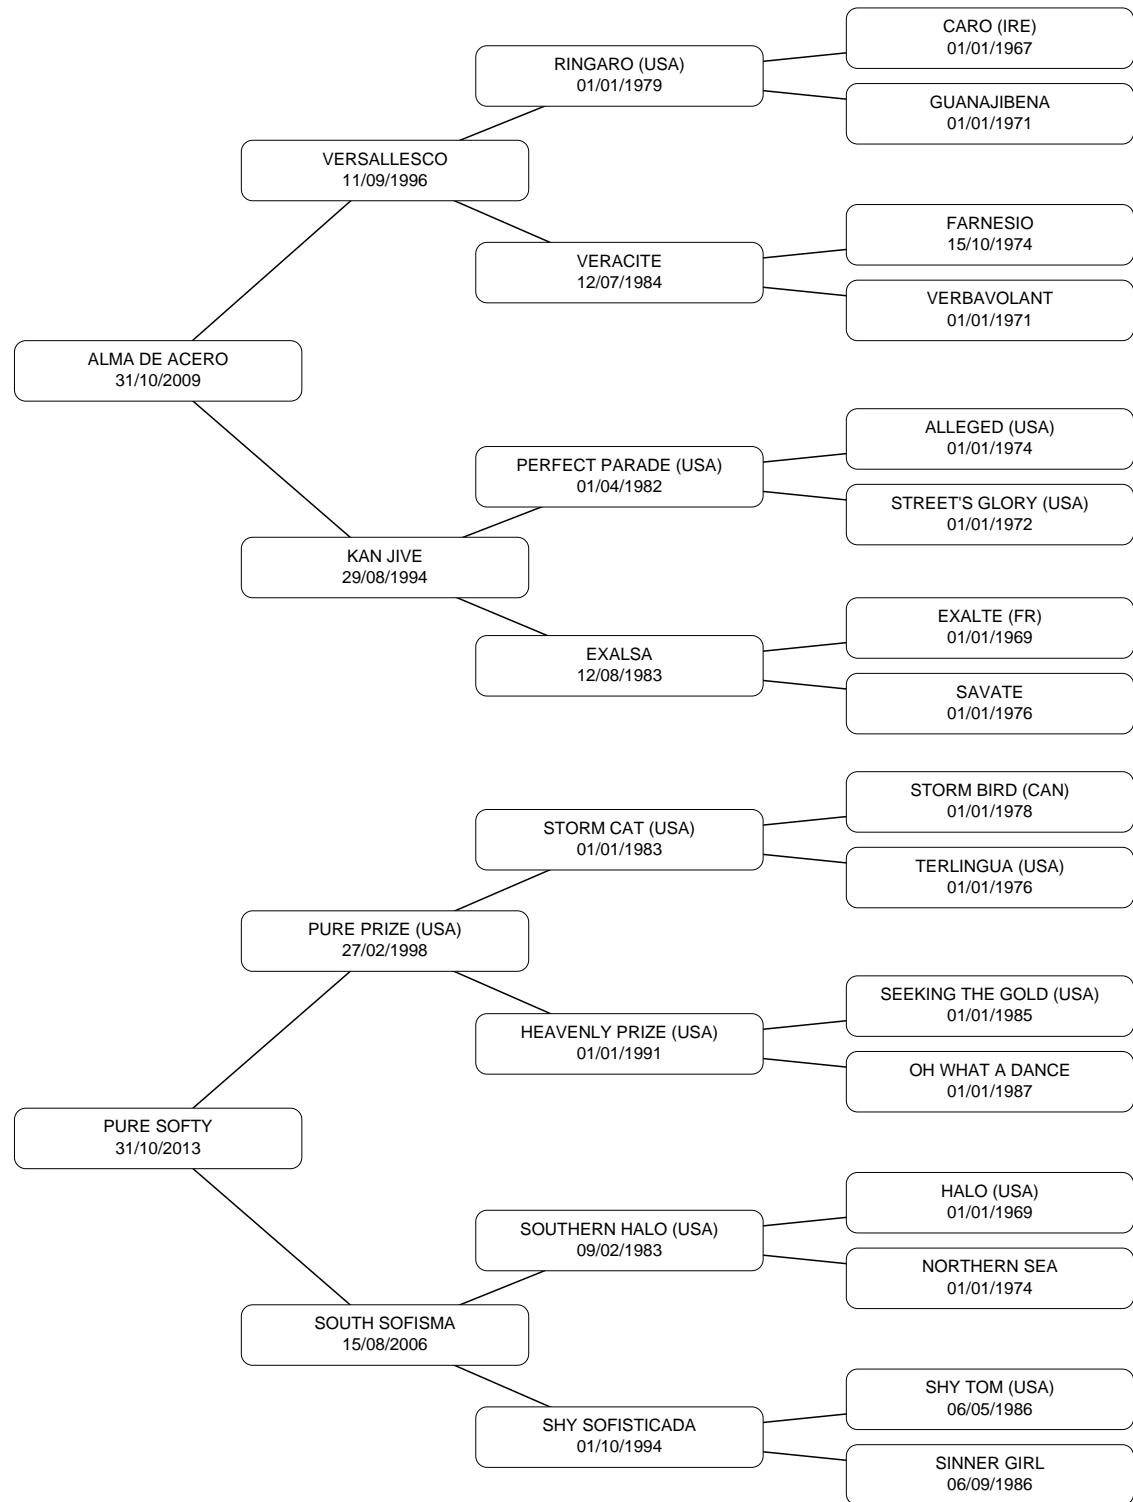 CARO (IRE)
01/01/1967
RINGARO (USA)
01/01/1979
GUANAJIBENA
01/01/1971
VERSALLESCO
11/09/1996
FARNESIO
15/10/1974
VERACITE
12/07/1984
VERBAVOLANT
01/01/1971
ALMA DE ACERO
31/10/2009
ALLEGED (USA)
01/01/1974
PERFECT PARADE (USA)
01/04/1982
STREET'S GLORY (USA)
01/01/1972
KAN JIVE
29/08/1994
EXALTE (FR)
01/01/1969
EXALSA
12/08/1983
SAVATE
01/01/1976
STORM BIRD (CAN)
01/01/1978
STORM CAT (USA)
01/01/1983
TERLINGUA (USA)
01/01/1976
PURE PRIZE (USA)
27/02/1998
SEEKING THE GOLD (USA)
01/01/1985
HEAVENLY PRIZE (USA)
01/01/1991
OH WHAT A DANCE
01/01/1987
PURE SOFTY
31/10/2013
HALO (USA)
01/01/1969
SOUTHERN HALO (USA)
09/02/1983
NORTHERN SEA
01/01/1974
SOUTH SOFISMA
15/08/2006
SHY TOM (USA)
06/05/1986
SHY SOFISTICADA
01/10/1994
SINNER GIRL
06/09/1986